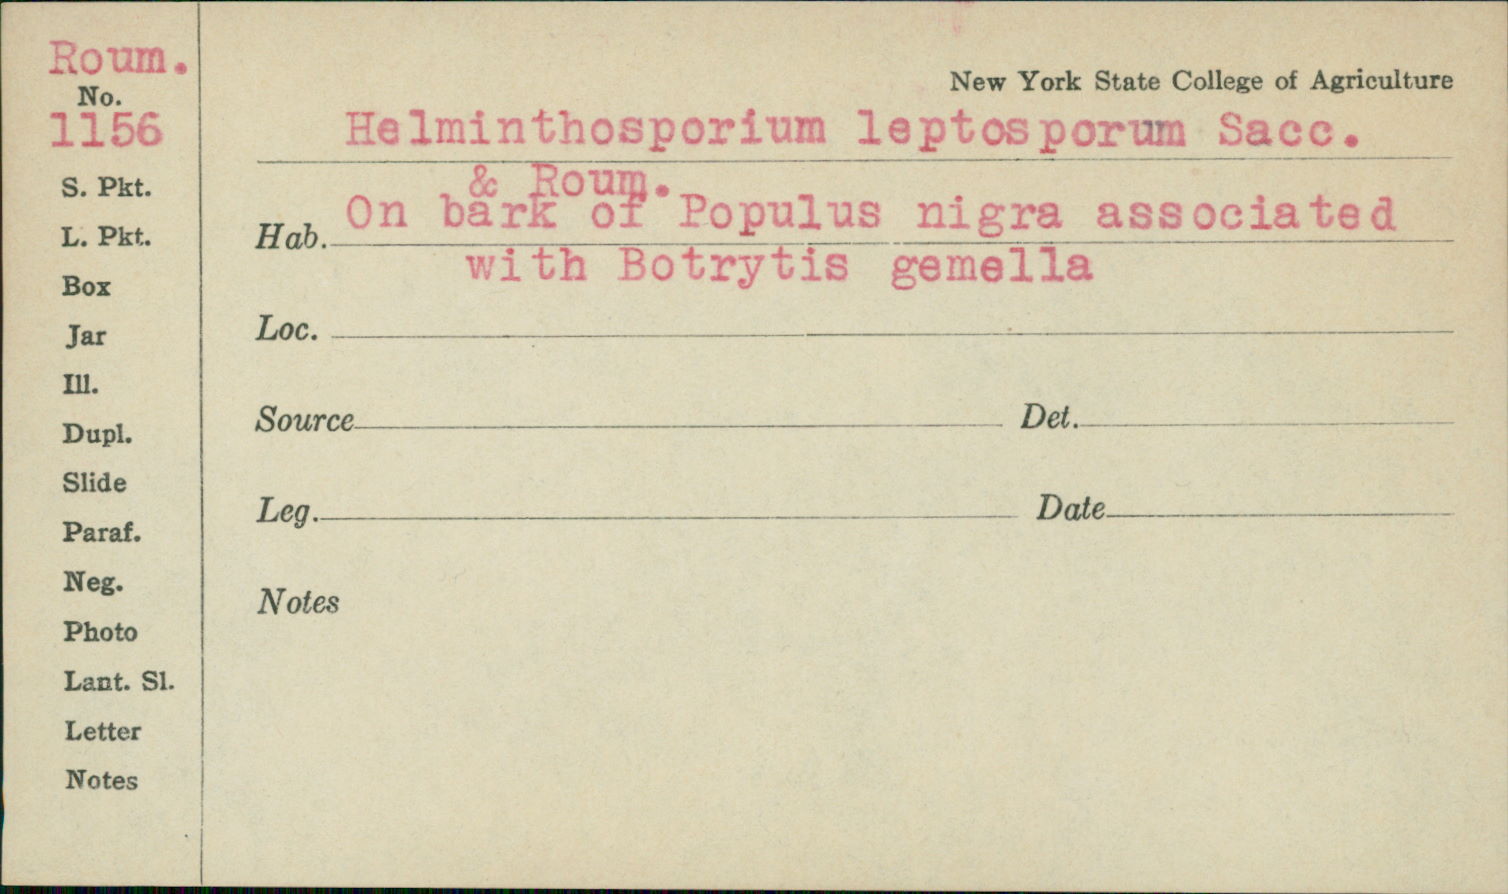 Roum.
No.
1156
S. Pkt.
L. Pkt.
Box
Jar
Ill.
Dupl.
Slide
Paraf.
Neg.
Photo
Lant. Sl.
Letter
Notes
New York State College of Agriculture
Helminthosporium leptosporum Sacc.
& Roum.
Hab. On bark of Populus nigra associated
with Botrytis gemella
Loc.
Source Det.
Leg. Date
Notes